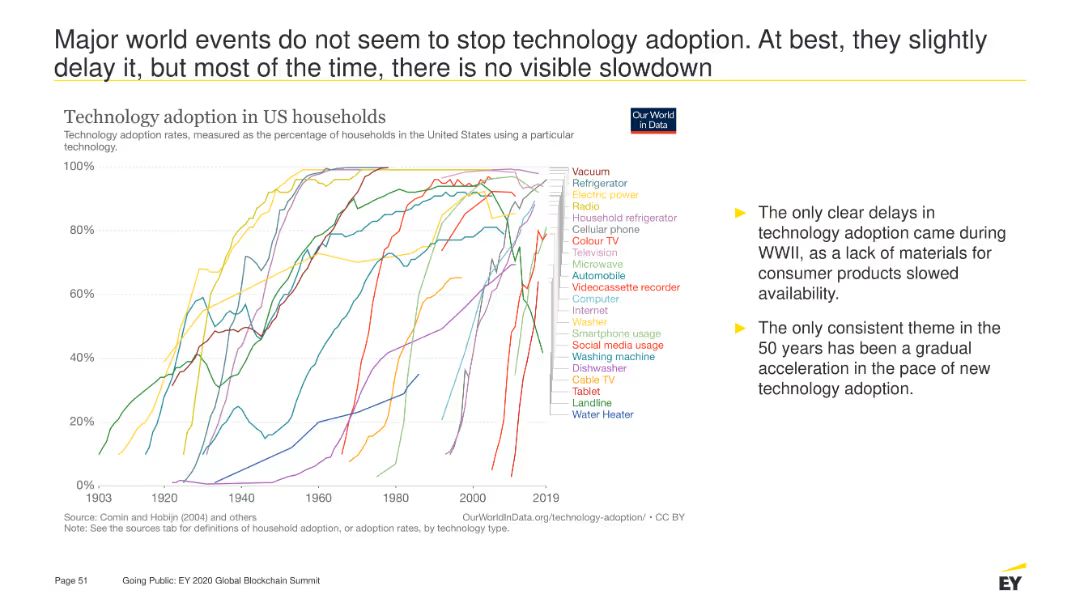 Major world events do not seem to stop technology adoption. At best, they slightly
delay it, but most of the time, there is no visible slowdown
Technology adoption in US households
Technology adoption rates, measured as the percentage of households in the United States using a particular
technology.
Our World
in Data
100%
80%
60%
40%
20%
0%
1903
1920
1940
1960
1980
2000
2019
Vacuum
Refrigerator
Electric power
Radio
Household refrigerator
Cellular phone
Colour TV
Television
Microwave
Automobile
Videocassette recorder
Computer
Internet
Washer
Smartphone usage
Social media usage
Washing machine
Dishwasher
Cable TV
Tablet
Landline
Water Heater
Source: Comin and Hobijn (2004) and others
OurWorldInData.org/technology-adoption/ • CC BY
Note: See the sources tab for definitions of household adoption, or adoption rates, by technology type.
► The only clear delays in
technology adoption came during
WWII, as a lack of materials for
consumer products slowed
availability.
► The only consistent theme in the
50 years has been a gradual
acceleration in the pace of new
technology adoption.
Page 51
Going Public: EY 2020 Global Blockchain Summit
EY